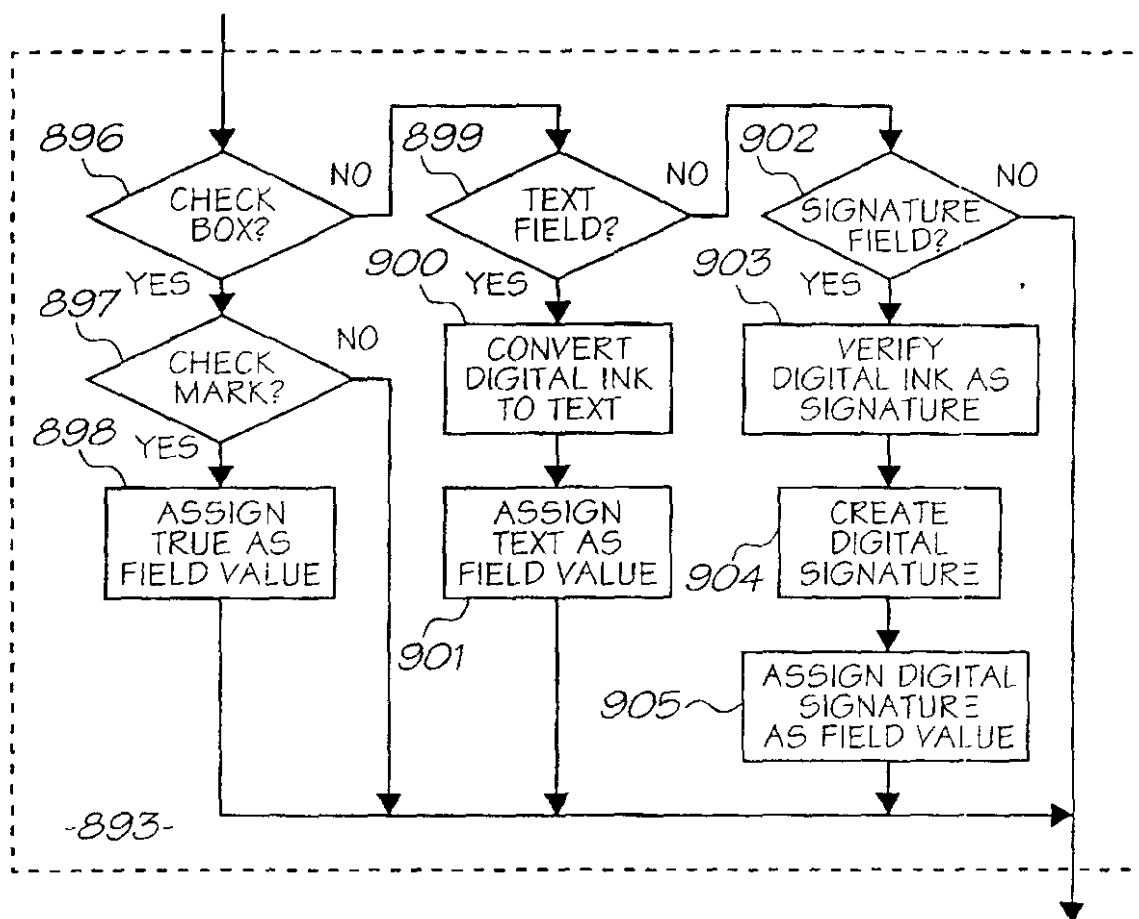 896
CHECK
BOX?
NO
YES
899
TEXT
FIELD?
NO
YES
902
SIGNATURE
FIELD?
NO
YES
897
CHECK
MARK?
NO
YES
900
CONVERT
DIGITAL INK
TO TEXT
903
VERIFY
DIGITAL INK AS
SIGNATURE
898
ASSIGN
TRUE AS
FIELD VALUE
ASSIGN
TEXT AS
FIELD VALUE
901
CREATE
DIGITAL
SIGNATURE
904
ASSIGN DIGITAL
SIGNATURE
AS FIELD VALUE
905
-893-